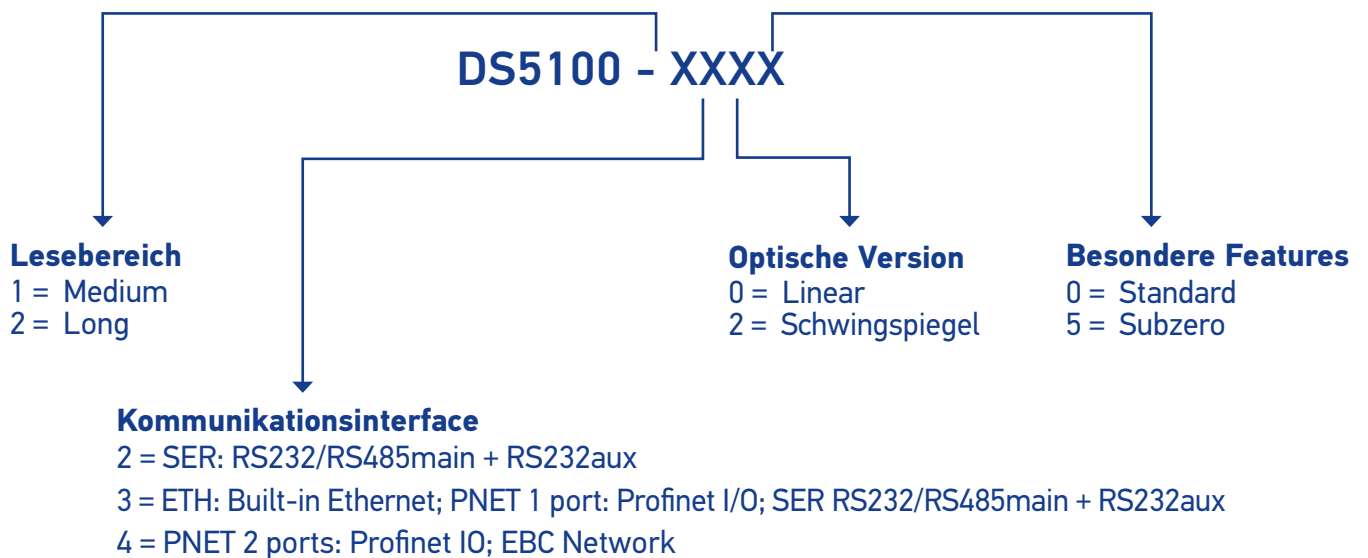 DS5100 - XXXX
Lesebereich
1 = Medium
2 = Long
Optische Version
0 = Linear
2 = Schwingspiegel
Besondere Features
0 = Standard
5 = Subzero
Kommunikationsinterface
2 = SER: RS232/RS485main + RS232aux
3 = ETH: Built-in Ethernet; PNET 1 port: Profinet I/O; SER RS232/RS485main + RS232aux
4 = PNET 2 ports: Profinet IO; EBC Network